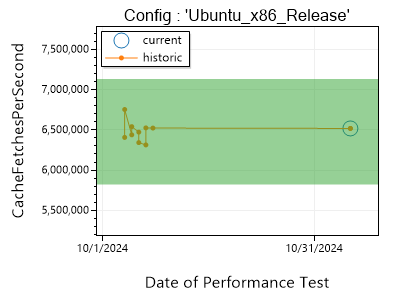 Config : 'Ubuntu_x86_Release'
current
historic
CacheFetchesPerSecond
7,500,000
7,000,000
6,500,000
6,000,000
5,500,000
10/1/2024
10/31/2024
Date of Performance Test